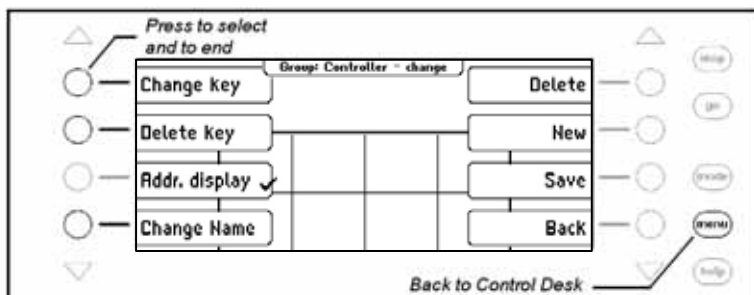 Press to select
and to end
Group: Controller - change
Change key
Delete
Delete key
New
Addr. display
Save
Change Name
Back
stop
go
mode
menu
help
Back to Control Desk